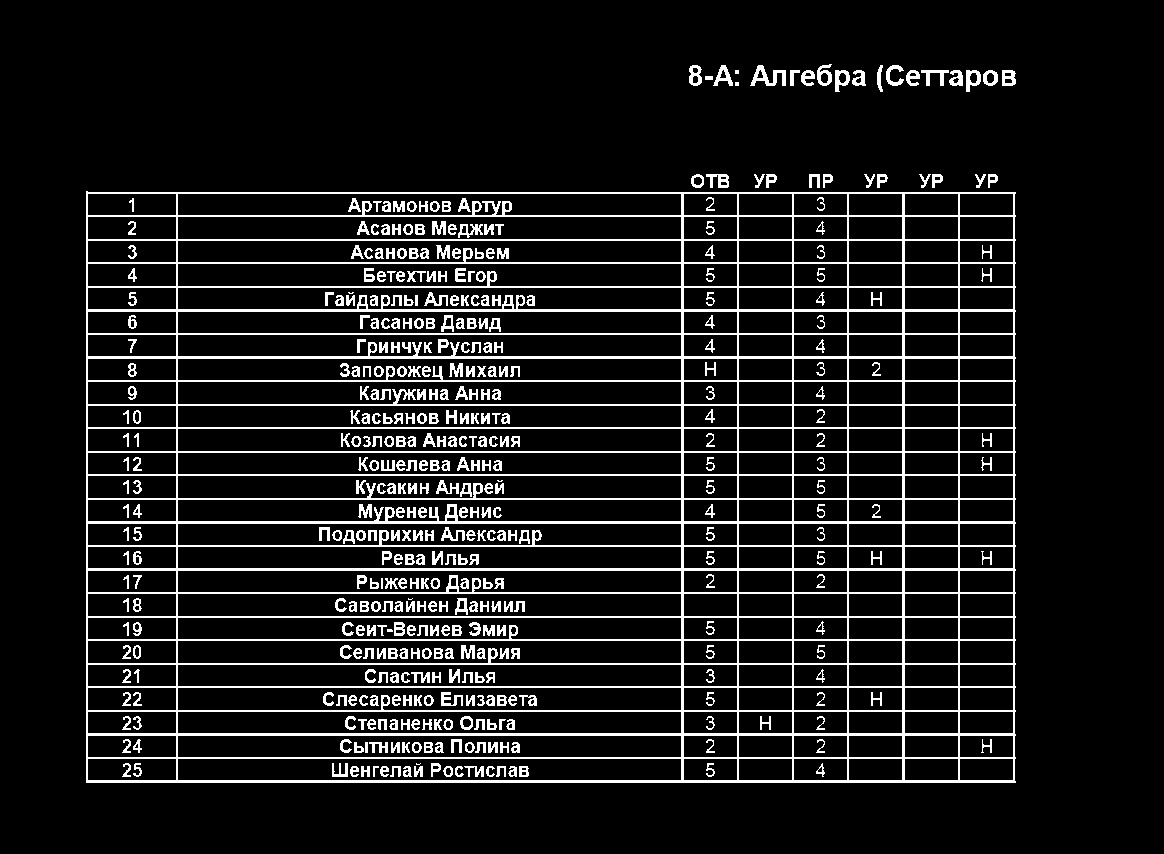 8-А: Алгебра (Сеттаров
ОТВ УР ПР УР УР УР
1 Артамонов Артур 2 3
2 Асанов Меджит 5 4
3 Асанова Мерьем 4 3 Н
4 Бетехтин Егор 5 5 Н
5 Гайдарлы Александра 5 4 Н
6 Гасанов Давид 4 3
7 Гринчук Руслан 4 4
8 Запорожец Михаил Н 3 2
9 Калужина Анна 3 4
10 Касьянов Никита 4 2
11 Козлова Анастасия 2 2 Н
12 Кошелева Анна 5 3 Н
13 Кусакин Андрей 5 5
14 Муренец Денис 4 5 2
15 Подоприхин Александр 5 3
16 Рева Илья 5 5 Н Н
17 Рыженко Дарья 2 2
18 Саволайнен Даниил
19 Сеит-Велиев Эмир 5 4
20 Селиванова Мария 5 5
21 Сластин Илья 3 4
22 Слесаренко Елизавета 5 2 Н
23 Степаненко Ольга 3 Н 2
24 Сытникова Полина 2 2 Н
25 Шенгелай Ростислав 5 4